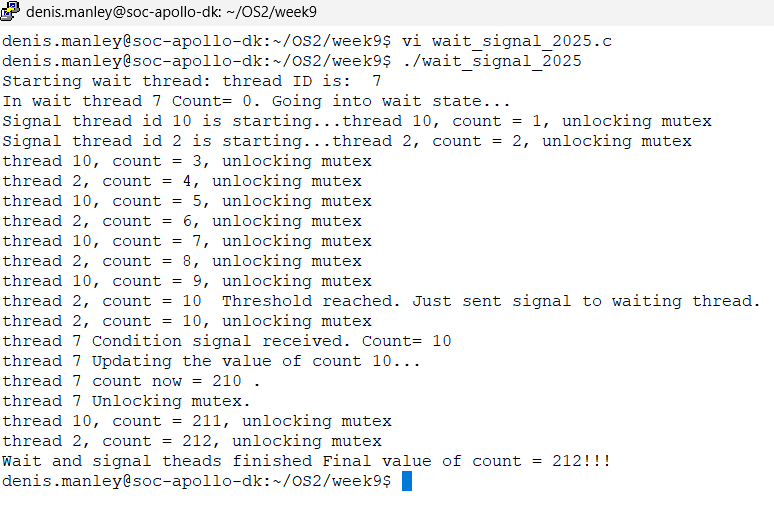 denis.manley@soc-apollo-dk: ~/OS2/week9
denis.manley@soc-apollo-dk:~/OS2/week9$ vi wait_signal_2025.c
denis.manley@soc-apollo-dk:~/OS2/week9$ ./wait_signal_2025
Starting wait thread: thread ID is:  7
In wait thread 7 Count= 0. Going into wait state...
Signal thread id 10 is starting...thread 10, count = 1, unlocking mutex
Signal thread id 2 is starting...thread 2, count = 2, unlocking mutex
thread 10, count = 3, unlocking mutex
thread 2, count = 4, unlocking mutex
thread 10, count = 5, unlocking mutex
thread 2, count = 6, unlocking mutex
thread 10, count = 7, unlocking mutex
thread 2, count = 8, unlocking mutex
thread 10, count = 9, unlocking mutex
thread 2, count = 10  Threshold reached. Just sent signal to waiting thread.
thread 2, count = 10, unlocking mutex
thread 7 Condition signal received. Count= 10
thread 7 Updating the value of count 10...
thread 7 count now = 210 .
thread 7 Unlocking mutex.
thread 10, count = 211, unlocking mutex
thread 2, count = 212, unlocking mutex
Wait and signal theads finished Final value of count = 212!!!
denis.manley@soc-apollo-dk:~/OS2/week9$